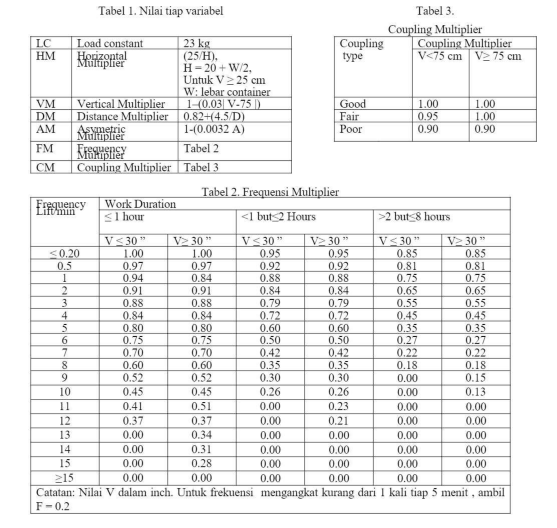 Tabel 1. Nilai tiap variabel
LC Load constant 23 kg
HM Horizontal Multiplier (25/H),
H = 20 + W/2,
Untuk V ≥ 25 cm
W: lebar container
VM Vertical Multiplier 1–(0.03| V-75 |)
DM Distance Multiplier 0.82+(4.5/D)
AM Asymetric Multiplier 1-(0.0032 A)
FM Frequency Multiplier Tabel 2
CM Coupling Multiplier Tabel 3
Tabel 3.
Coupling Multiplier
Coupling type Coupling Multiplier
V<75 cm V≥ 75 cm
Good 1.00 1.00
Fair 0.95 1.00
Poor 0.90 0.90
Tabel 2. Frequensi Multiplier
Frequency Lift/min Work Duration
≤ 1 hour <1 but≤2 Hours >2 but≤8 hours
V ≤ 30 ” V≥ 30 ” V ≤ 30 ” V≥ 30 ” V ≤ 30 ” V≥ 30 ”
≤ 0.20 1.00 1.00 0.95 0.95 0.85 0.85
0.5 0.97 0.97 0.92 0.92 0.81 0.81
1 0.94 0.84 0.88 0.88 0.75 0.75
2 0.91 0.91 0.84 0.84 0.65 0.65
3 0.88 0.88 0.79 0.79 0.55 0.55
4 0.84 0.84 0.72 0.72 0.45 0.45
5 0.80 0.80 0.60 0.60 0.35 0.35
6 0.75 0.75 0.50 0.50 0.27 0.27
7 0.70 0.70 0.42 0.42 0.22 0.22
8 0.60 0.60 0.35 0.35 0.18 0.18
9 0.52 0.52 0.30 0.30 0.00 0.15
10 0.45 0.45 0.26 0.26 0.00 0.13
11 0.41 0.51 0.00 0.23 0.00 0.00
12 0.37 0.37 0.00 0.21 0.00 0.00
13 0.00 0.34 0.00 0.00 0.00 0.00
14 0.00 0.31 0.00 0.00 0.00 0.00
15 0.00 0.28 0.00 0.00 0.00 0.00
≥15 0.00 0.00 0.00 0.00 0.00 0.00
Catatan: Nilai V dalam inch. Untuk frekuensi mengangkat kurang dari 1 kali tiap 5 menit , ambil
F = 0.2